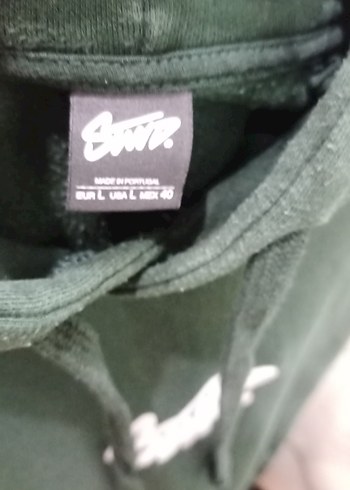 STWD.
MADE IN PORTUGAL
EUR L USA L MEX 40